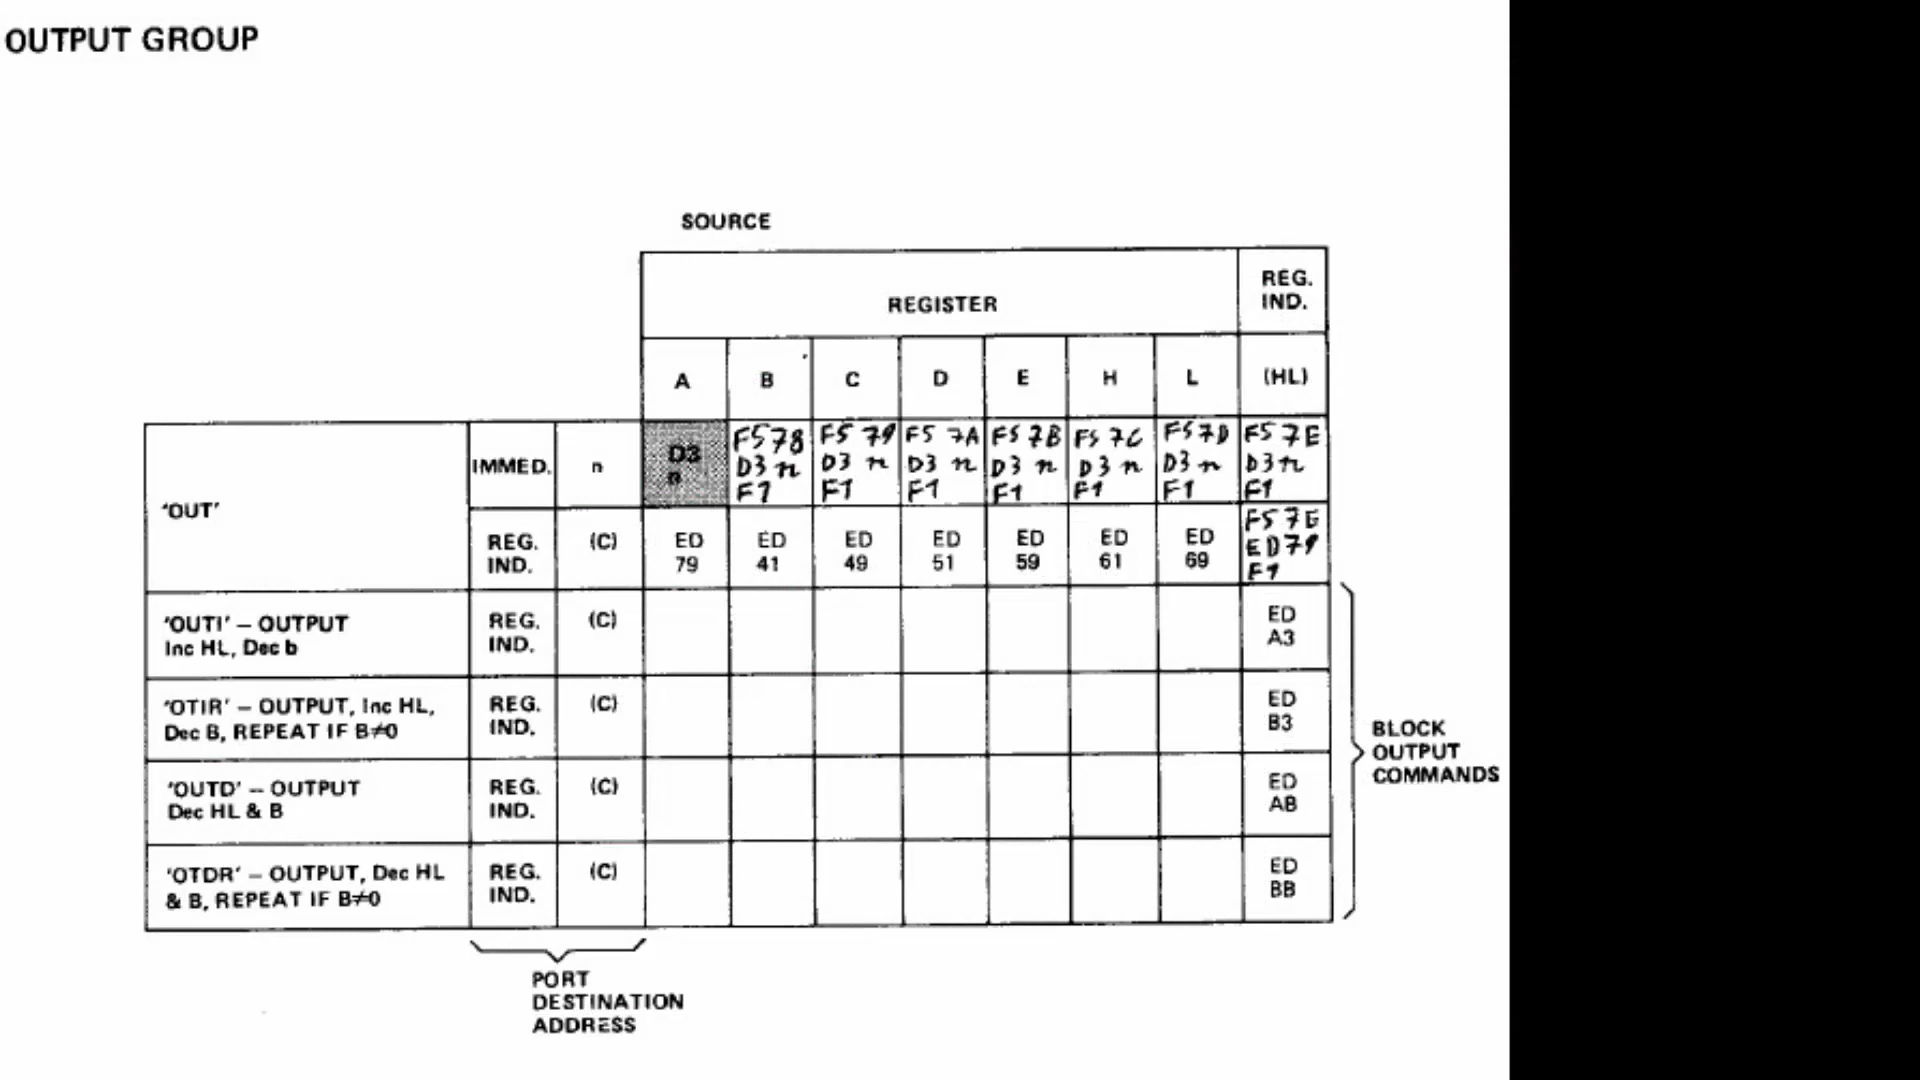 OUTPUT GROUP
SOURCE
REGISTER
REG.
IND.
A B C D E H L (HL)
'OUT'
IMMED. n
D3
n
F5 78
D3 n
F1
F5 79
D3 n
F1
F5 7A
D3 n
F1
F5 7B
D3 n
F1
F5 7C
D3 n
F1
F5 7D
D3 n
F1
F5 7E
D3 n
F1
REG.
IND.
(C)
ED
79
ED
41
ED
49
ED
51
ED
59
ED
61
ED
69
F5 7E
ED 79
F1
'OUTI' – OUTPUT
Inc HL, Dec b
REG.
IND.
(C)
ED
A3
'OTIR' – OUTPUT, Inc HL,
Dec B, REPEAT IF B≠0
REG.
IND.
(C)
ED
B3
'OUTD' – OUTPUT
Dec HL & B
REG.
IND.
(C)
ED
AB
'OTDR' – OUTPUT, Dec HL
& B, REPEAT IF B≠0
REG.
IND.
(C)
ED
BB
BLOCK
OUTPUT
COMMANDS
PORT
DESTINATION
ADDRESS